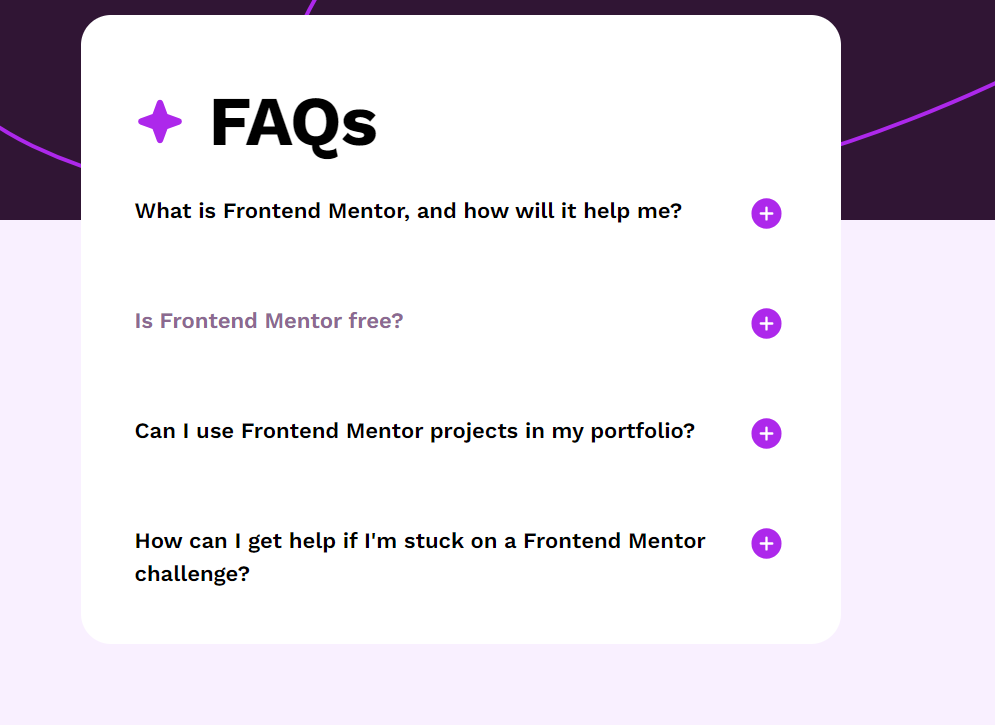 FAQs
What is Frontend Mentor, and how will it help me?
Is Frontend Mentor free?
Can I use Frontend Mentor projects in my portfolio?
How can I get help if I'm stuck on a Frontend Mentor
challenge?